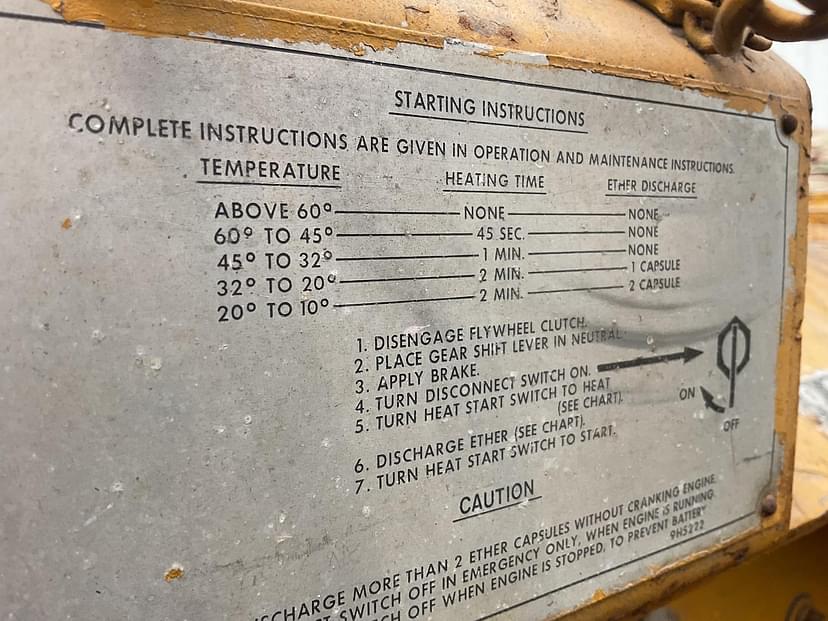 STARTING INSTRUCTIONS
COMPLETE INSTRUCTIONS ARE GIVEN IN OPERATION AND MAINTENANCE INSTRUCTIONS.
TEMPERATURE HEATING TIME ETHER DISCHARGE
ABOVE 60° NONE NONE
60° TO 45° 45 SEC. NONE
45° TO 32° 1 MIN. NONE
32° TO 20° 2 MIN. 1 CAPSULE
20° TO 10° 2 MIN. 2 CAPSULE
1. DISENGAGE FLYWHEEL CLUTCH.
2. PLACE GEAR SHIFT LEVER IN NEUTRAL.
3. APPLY BRAKE.
4. TURN DISCONNECT SWITCH ON.
5. TURN HEAT START SWITCH TO HEAT
(SEE CHART).
6. DISCHARGE ETHER (SEE CHART).
7. TURN HEAT START SWITCH TO START.
ON
OFF
CAUTION
MORE THAN 2 ETHER CAPSULES WITHOUT CRANKING ENGINE.
SWITCH OFF IN EMERGENCY ONLY, WHEN ENGINE IS RUNNING.
OFF WHEN ENGINE IS STOPPED, TO PREVENT BATTERY
9H5222